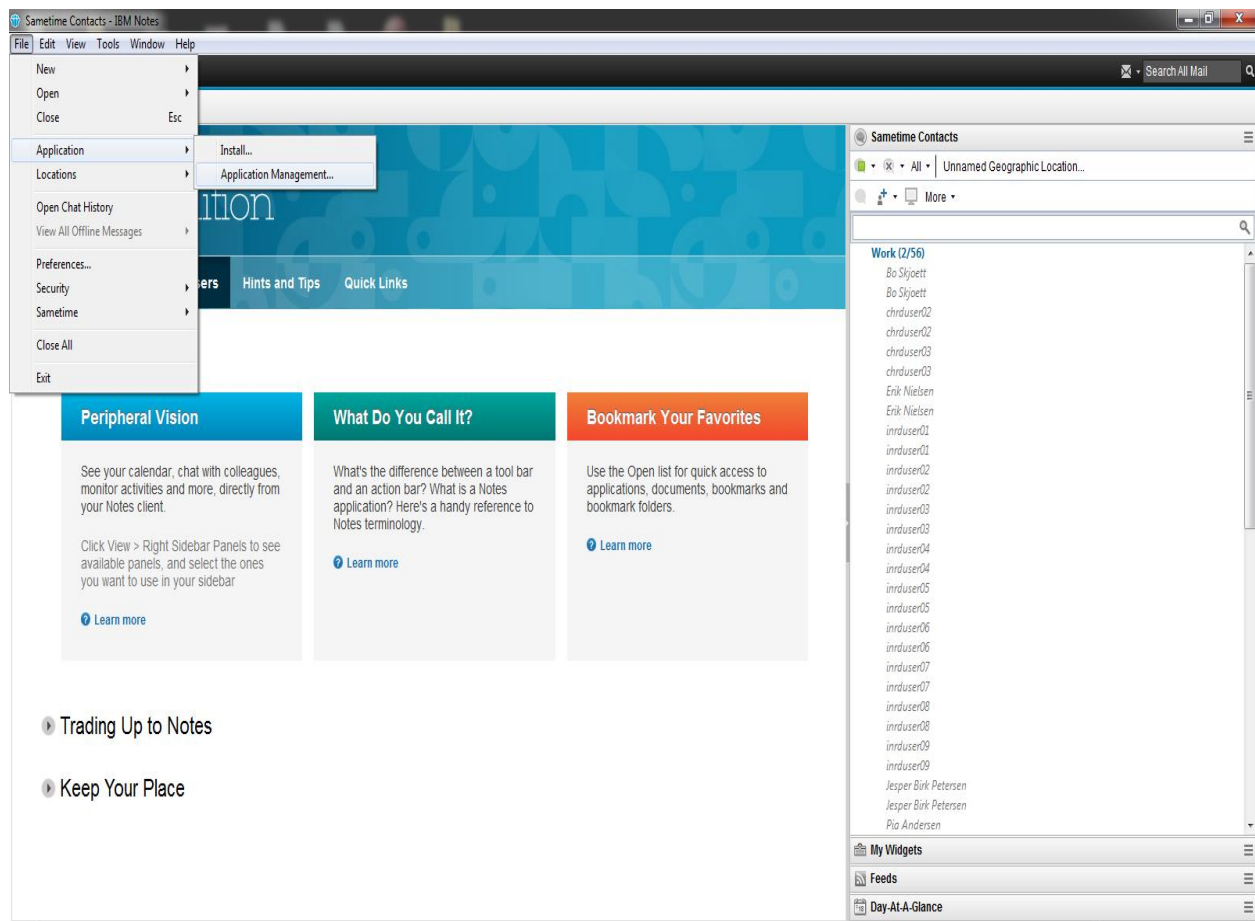 Sametime Contacts - IBM Notes
File Edit View Tools Window Help
New
Open
Close Esc
Application
Locations
Open Chat History
View All Offline Messages
Preferences...
Security
Sametime
Close All
Exit
Install...
Application Management...
Search All Mail
ition
sers Hints and Tips Quick Links
Peripheral Vision
See your calendar, chat with colleagues,
monitor activities and more, directly from
your Notes client.
Click View > Right Sidebar Panels to see
available panels, and select the ones
you want to use in your sidebar
Learn more
What Do You Call It?
What's the difference between a tool bar
and an action bar? What is a Notes
application? Here's a handy reference to
Notes terminology.
Learn more
Bookmark Your Favorites
Use the Open list for quick access to
applications, documents, bookmarks and
bookmark folders.
Learn more
Trading Up to Notes
Keep Your Place
Sametime Contacts
All Unnamed Geographic Location...
More
Work (2/56)
Bo Skjoett
Bo Skjoett
chrduser02
chrduser02
chrduser03
chrduser03
Erik Nielsen
Erik Nielsen
inrduser01
inrduser01
inrduser02
inrduser02
inrduser03
inrduser03
inrduser04
inrduser04
inrduser05
inrduser05
inrduser06
inrduser06
inrduser07
inrduser07
inrduser08
inrduser08
inrduser09
inrduser09
Jesper Birk Petersen
Jesper Birk Petersen
Pia Andersen
My Widgets
Feeds
Day-At-A-Glance